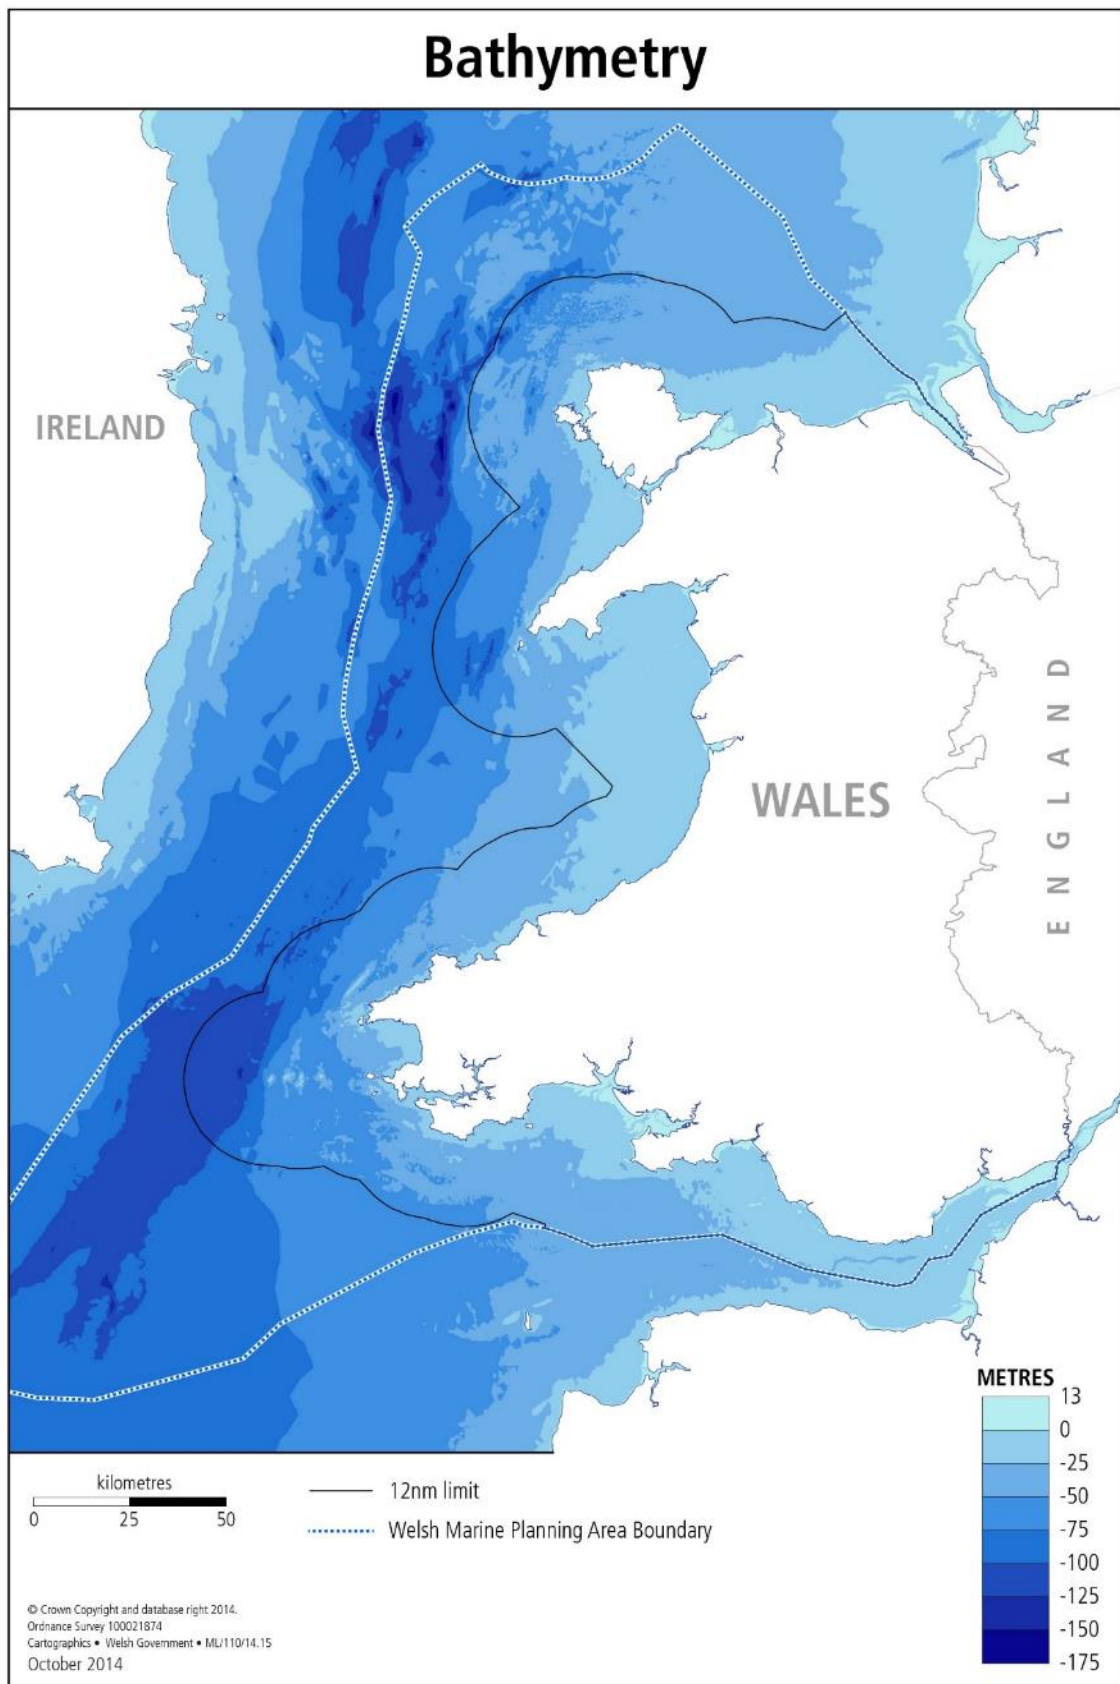 Bathymetry
IRELAND
WALES
ENGLAND
METRES
13
0
-25
-50
-75
-100
-125
-150
-175
kilometres
0 25 50
12nm limit
Welsh Marine Planning Area Boundary
© Crown Copyright and database right 2014.
Ordnance Survey 100021874
Cartographics • Welsh Government • ML/110/14.15
October 2014